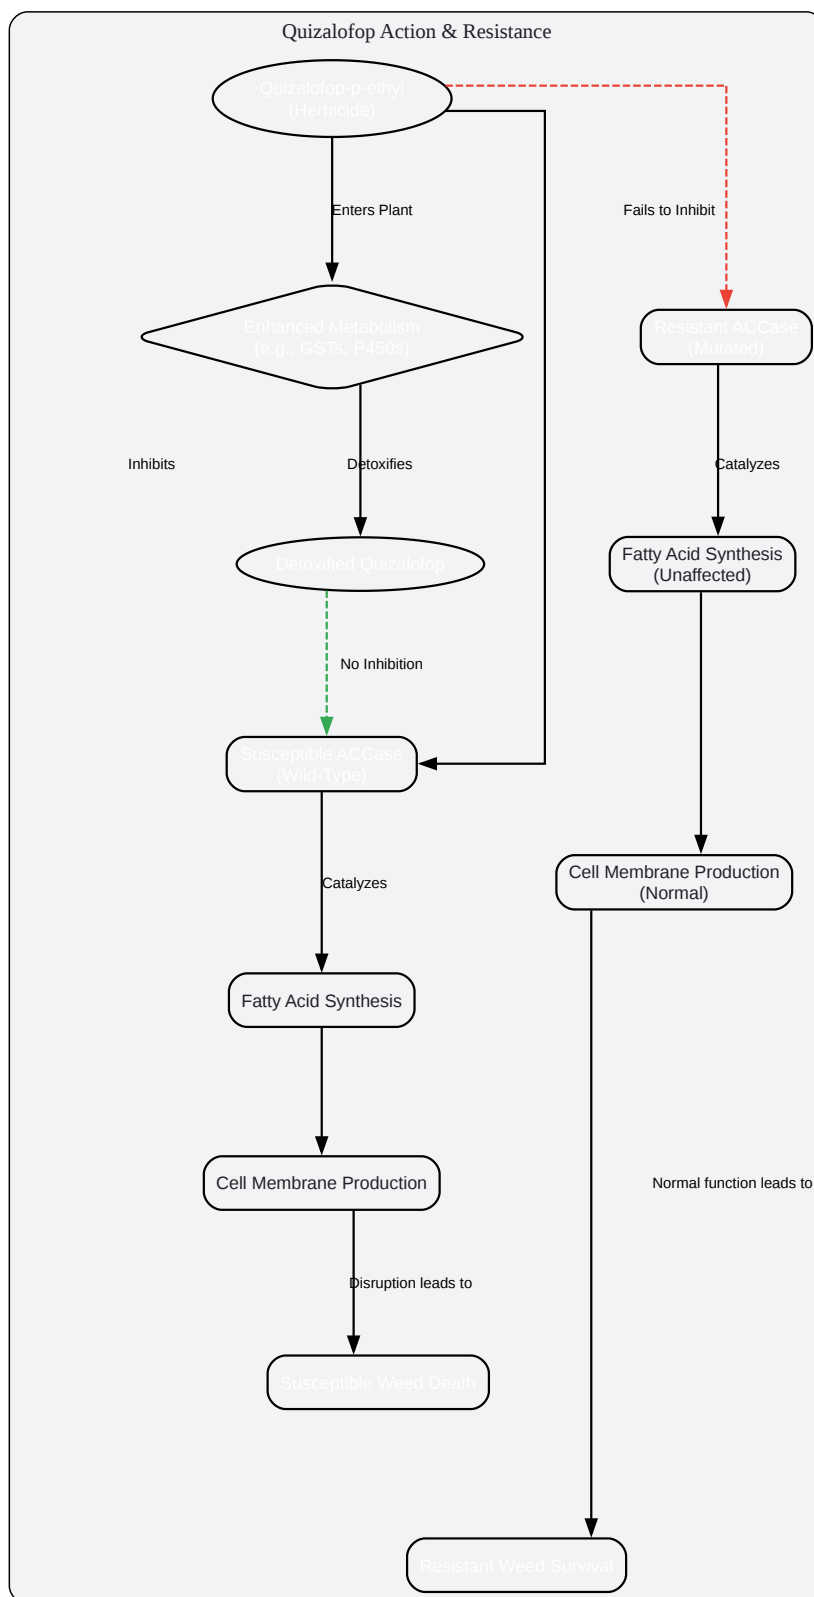 Quizalofop Action & Resistance
Quizalofop-p-ethyl
(Herbicide)
Enters Plant
Fails to Inhibit
Enhanced Metabolism
(e.g., GSTs, P450s)
Resistant ACCase
(Mutated)
Inhibits
Detoxifies
Catalyzes
Detoxified Quizalofop
Fatty Acid Synthesis
(Unaffected)
No Inhibition
Susceptible ACCase
(Wild-Type)
Catalyzes
Cell Membrane Production
(Normal)
Fatty Acid Synthesis
Cell Membrane Production
Normal function leads to
Disruption leads to
Susceptible Weed Death
Resistant Weed Survival